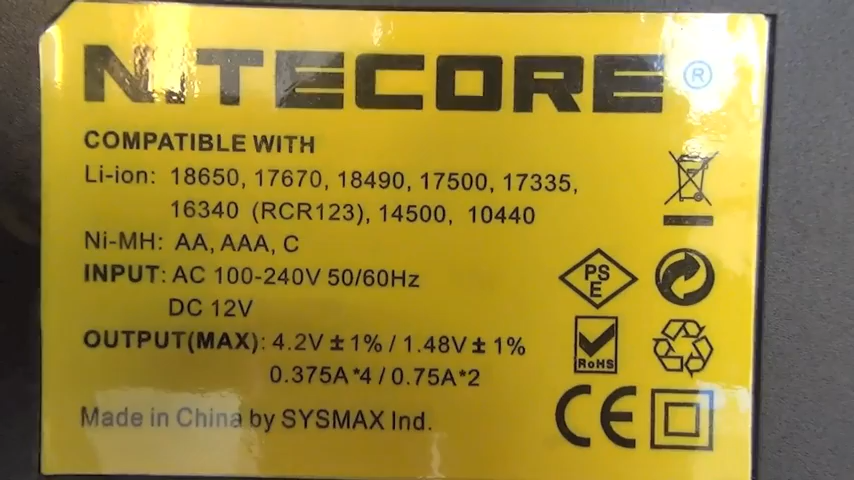 NITECORE ®
COMPATIBLE WITH
Li-ion: 18650, 17670, 18490, 17500, 17335,
16340 (RCR123), 14500, 10440
Ni-MH: AA, AAA, C
INPUT: AC 100-240V 50/60Hz
DC 12V
OUTPUT(MAX): 4.2V ± 1% / 1.48V ± 1%
0.375A*4 / 0.75A*2
Made in China by SYSMAX Ind.
PS
E
RoHS
CE